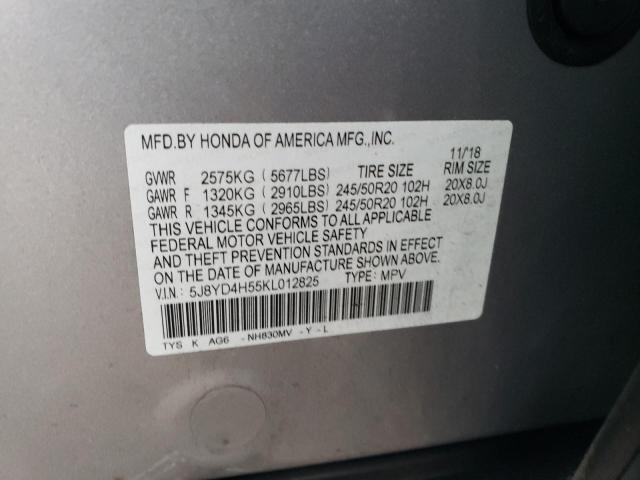 MFD.BY HONDA OF AMERICA MFG.,INC.
11/18
GVWR 2575KG (5677LBS) TIRE SIZE RIM SIZE
GAWR F 1320KG (2910LBS) 245/50R20 102H 20X8.0J
GAWR R 1345KG (2965LBS) 245/50R20 102H 20X8.0J
THIS VEHICLE CONFORMS TO ALL APPLICABLE
FEDERAL MOTOR VEHICLE SAFETY
AND THEFT PREVENTION STANDARDS IN EFFECT
ON THE DATE OF MANUFACTURE SHOWN ABOVE.
V.I.N.: 5J8YD4H55KL012825 TYPE: MPV
TYS K AG6 - NH830MV - Y - L